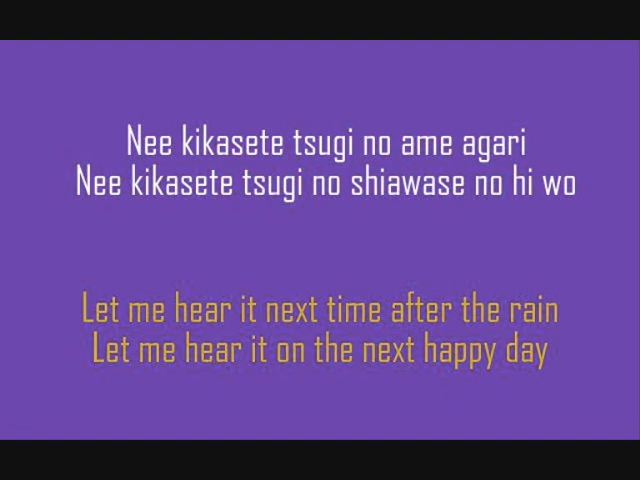 Nee kikasete tsugi no ame agari
Nee kikasete tsugi no shiawase no hi wo
Let me hear it next time after the rain
Let me hear it on the next happy day